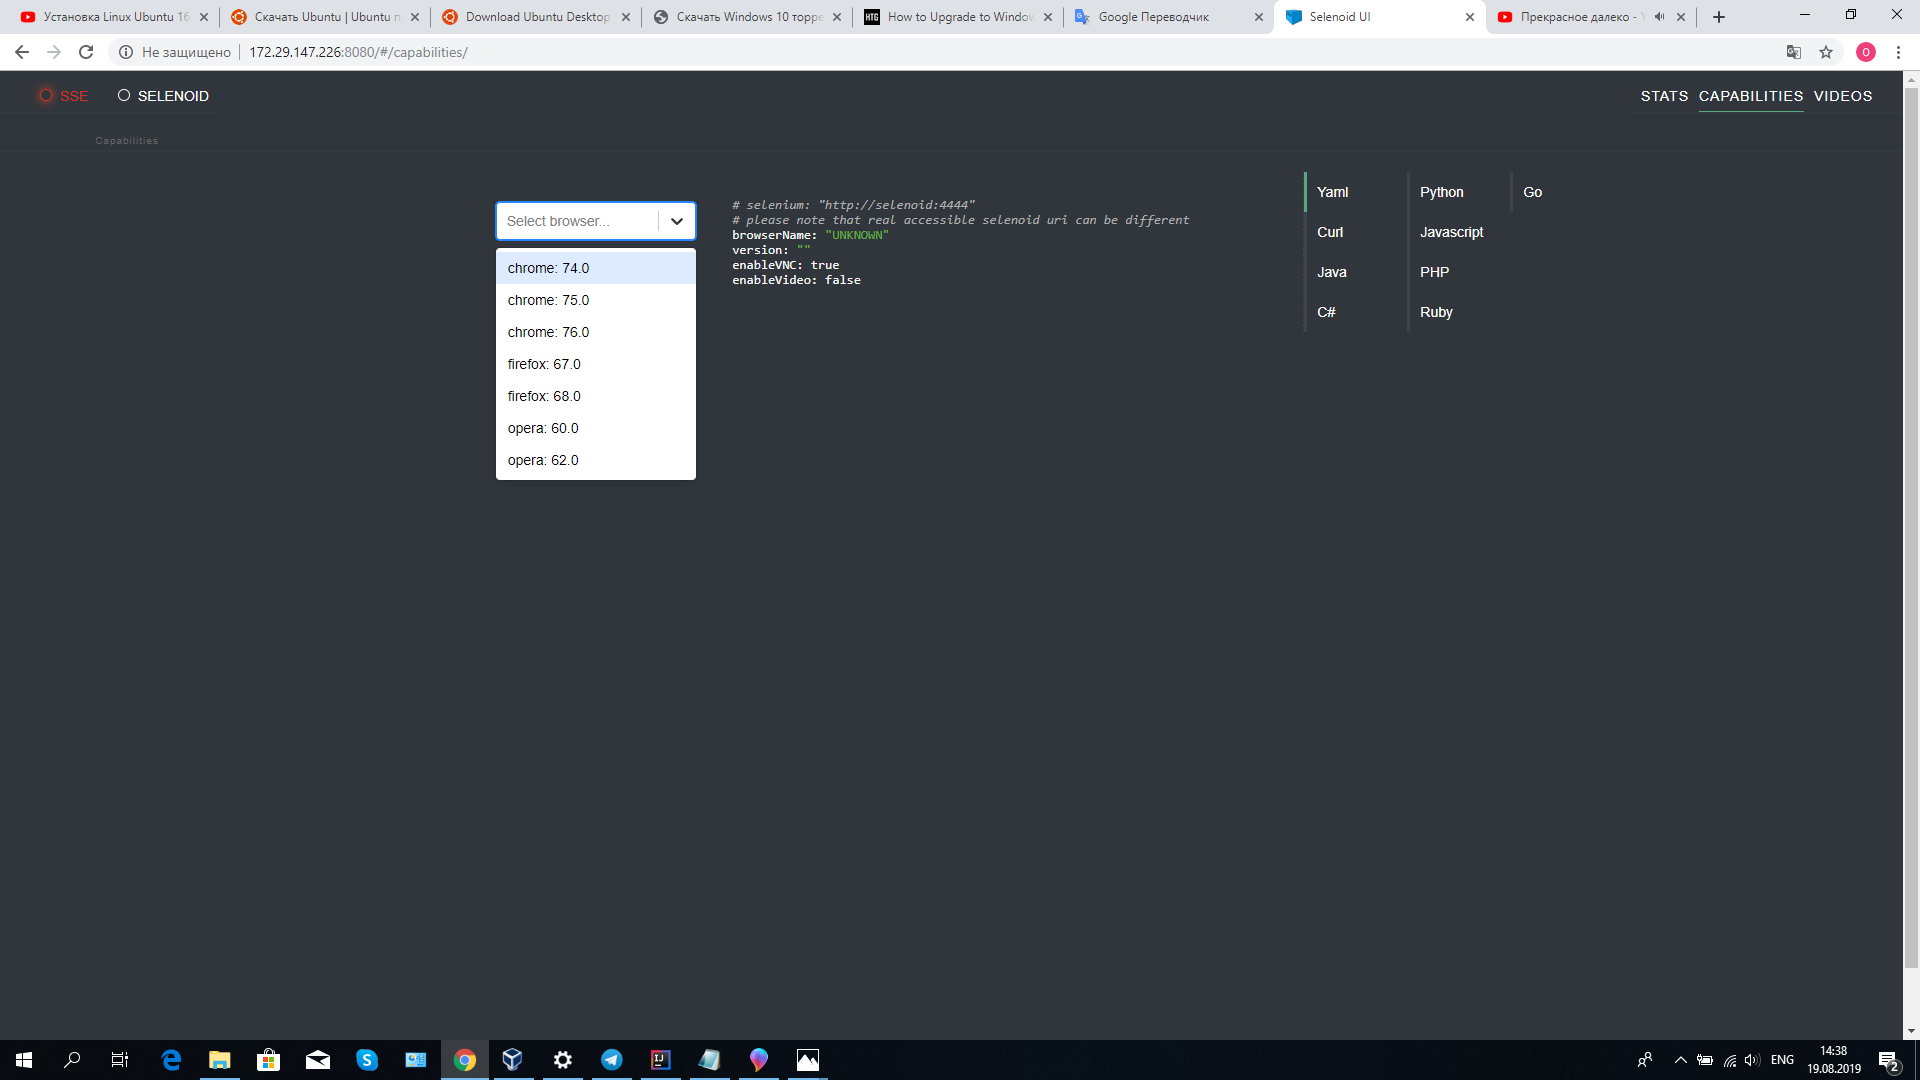 Установка Linux Ubuntu 16
Скачать Ubuntu | Ubuntu
Download Ubuntu Desktop
Скачать Windows 10 торре
HTG
How to Upgrade to Window
Google Переводчик
Selenoid UI
Прекрасное далеко -
Не защищено
172.29.147.226:8080/#/capabilities/
O
SSE
SELENOID
STATS
CAPABILITIES
VIDEOS
Capabilities
Select browser...
chrome: 74.0
chrome: 75.0
chrome: 76.0
firefox: 67.0
firefox: 68.0
opera: 60.0
opera: 62.0
# selenium: "http://selenoid:4444"
# please note that real accessible selenoid uri can be different
browserName: "UNKNOWN"
version: ""
enableVNC: true
enableVideo: false
Yaml
Curl
Java
C#
Python
Javascript
PHP
Ruby
Go
IJ
ENG
14:38
19.08.2019
2